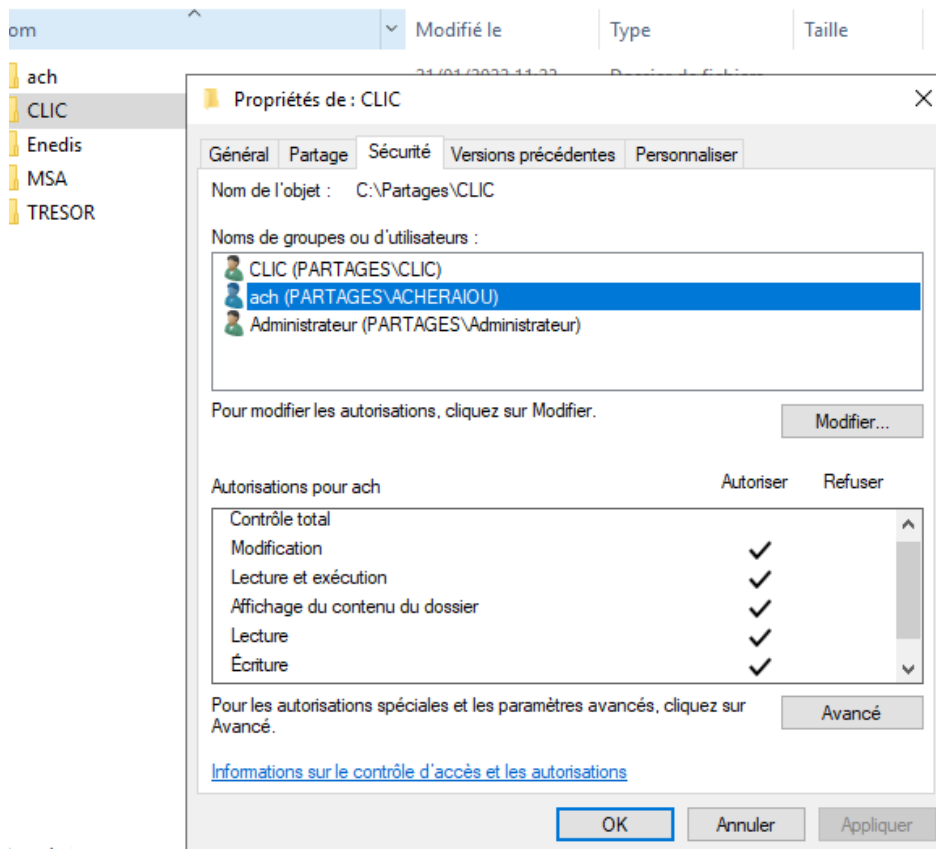 om Modifié le Type Taille
ach
CLIC
Enedis
MSA
TRESOR
Propriétés de : CLIC
Général Partage Sécurité Versions précédentes Personnaliser
Nom de l'objet : C:\Partages\CLIC
Noms de groupes ou d'utilisateurs :
CLIC (PARTAGES\CLIC)
ach (PARTAGES\ACHERAIOU)
Administrateur (PARTAGES\Administrateur)
Pour modifier les autorisations, cliquez sur Modifier.
Modifier...
Autorisations pour ach Autoriser Refuser
Contrôle total
Modification
Lecture et exécution
Affichage du contenu du dossier
Lecture
Écriture
Pour les autorisations spéciales et les paramètres avancés, cliquez sur
Avancé.
Avancé
Informations sur le contrôle d'accès et les autorisations
OK Annuler Appliquer